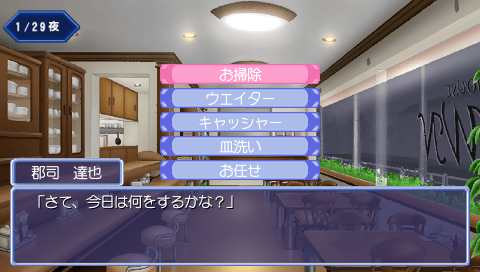 1/29夜
お掃除
ウエイター
キャッシャー
皿洗い
お任せ
郡司 達也
「さて、今日は何をするかな？」